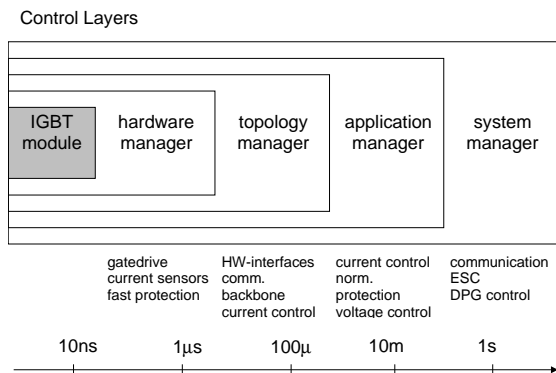 Control Layers
IGBT module
hardware manager
topology manager
application manager
system manager
gatedrive
current sensors
fast protection
HW-interfaces
comm.
backbone
current control
current control
norm.
protection
voltage control
communication
ESC
DPG control
10ns 1μs 100μ 10m 1s